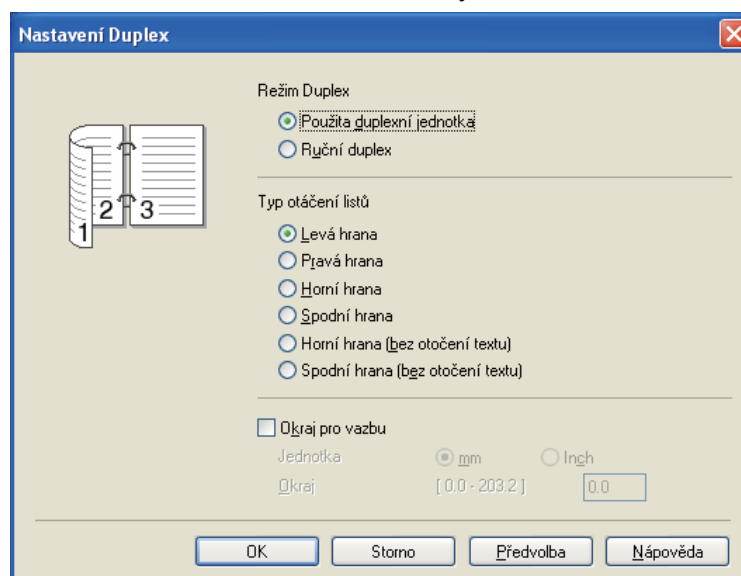 Nastavení Duplex
Režim Duplex
Použita duplexní jednotka
Ruční duplex
1
2
3
Typ otáčení listů
Levá hrana
Pravá hrana
Horní hrana
Spodní hrana
Horní hrana (bez otočení textu)
Spodní hrana (bez otočení textu)
Okraj pro vazbu
Jednotka mm Inch
Okraj [ 0.0 - 203.2 ] 0.0
OK Storno Předvolba Nápověda